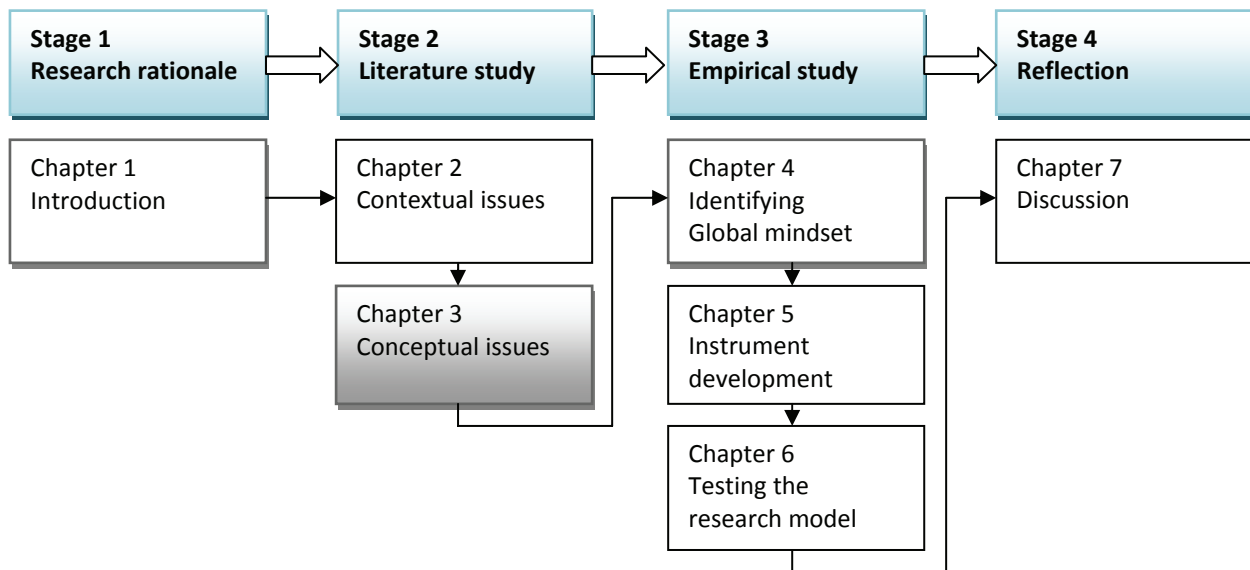 Stage 1
Research rationale
Stage 2
Literature study
Stage 3
Empirical study
Stage 4
Reflection
Chapter 1
Introduction
Chapter 2
Contextual issues
Chapter 3
Conceptual issues
Chapter 4
Identifying
Global mindset
Chapter 5
Instrument
development
Chapter 6
Testing the
research model
Chapter 7
Discussion